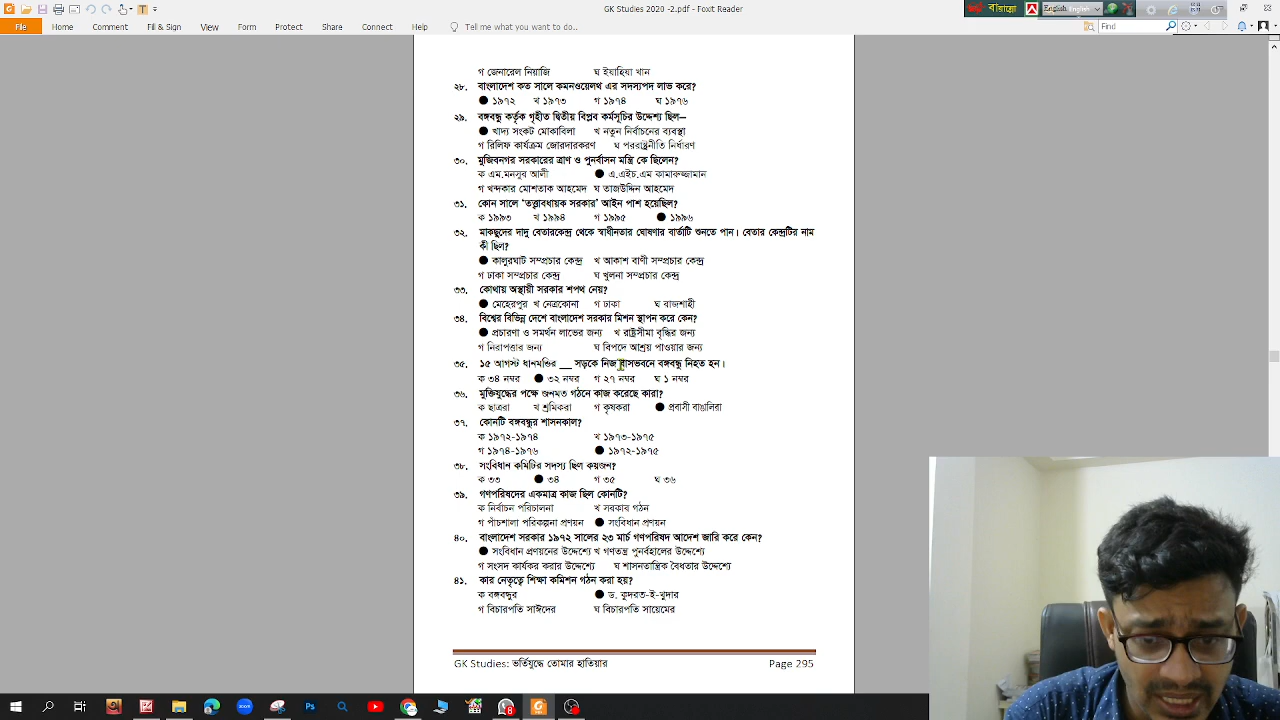 GK Studies 2020 -2.pdf - Foxit Reader
English English
File Home Comment Fill & Sign View Form Protect Share Connect Help Tell me what you want to do.. Find
গ জেনারেল নিয়াজি ঘ ইয়াহিয়া খান
২৮. বাংলাদেশ কত সালে কমনওয়েলথ এর সদস্যপদ লাভ করে?
● ১৯৭২ খ ১৯৭৩ গ ১৯৭৪ ঘ ১৯৭৬
২৯. বঙ্গবন্ধু কর্তৃক গৃহীত দ্বিতীয় বিপ্লব কর্মসূচির উদ্দেশ্য ছিল–
● খাদ্য সংকট মোকাবিলা খ নতুন নির্বাচনের ব্যবস্থা
গ রিলিফ কার্যক্রম জোরদারকরণ ঘ পররাষ্ট্রনীতি নির্ধারণ
৩০. মুজিবনগর সরকারের ত্রাণ ও পুনর্বাসন মন্ত্রি কে ছিলেন?
ক এম.মনসুর আলী ● এ.এইচ.এম কামারুজ্জামান
গ খন্দকার মোশতাক আহমেদ ঘ তাজউদ্দিন আহমেদ
৩১. কোন সালে ‘তত্ত্বাবধায়ক সরকার’ আইন পাশ হয়েছিল?
ক ১৯৯৩ খ ১৯৯৪ গ ১৯৯৫ ● ১৯৯৬
৩২. মাকছুদের দাদু বেতারকেন্দ্র থেকে স্বাধীনতার ঘোষণার বার্তাটি শুনতে পান। বেতার কেন্দ্রটির নাম
কী ছিল?
● কালুরঘাট সম্প্রচার কেন্দ্র খ আকাশ বাণী সম্প্রচার কেন্দ্র
গ ঢাকা সম্প্রচার কেন্দ্র ঘ খুলনা সম্প্রচার কেন্দ্র
৩৩. কোথায় অস্থায়ী সরকার শপথ নেয়?
● মেহেরপুর খ নেত্রকোনা গ ঢাকা ঘ রাজশাহী
৩৪. বিশ্বের বিভিন্ন দেশে বাংলাদেশ সরকার মিশন স্থাপন করে কেন?
● প্রচারণা ও সমর্থন লাভের জন্য খ রাষ্ট্রসীমা বৃদ্ধির জন্য
গ নিরাপত্তার জন্য ঘ বিপদে আশ্রয় পাওয়ার জন্য
৩৫. ১৫ আগস্ট ধানমন্ডির __ সড়কে নিজ বাসভবনে বঙ্গবন্ধু নিহত হন।
ক ৩৪ নম্বর ● ৩২ নম্বর গ ২৭ নম্বর ঘ ১ নম্বর
৩৬. মুক্তিযুদ্ধের পক্ষে জনমত গঠনে কাজ করেছে কারা?
ক ছাত্ররা খ শ্রমিকরা গ কৃষকরা ● প্রবাসী বাঙালিরা
৩৭. কোনটি বঙ্গবন্ধুর শাসনকাল?
ক ১৯৭২-১৯৭৪ খ ১৯৭৩-১৯৭৫
গ ১৯৭৪-১৯৭৬ ● ১৯৭২-১৯৭৫
৩৮. সংবিধান কমিটির সদস্য ছিল কয়জন?
ক ৩৩ ● ৩৪ গ ৩৫ ঘ ৩৬
৩৯. গণপরিষদের একমাত্র কাজ ছিল কোনটি?
ক নির্বাচন পরিচালনা খ সরকার গঠন
গ পাঁচশালা পরিকল্পনা প্রণয়ন ● সংবিধান প্রণয়ন
৪০. বাংলাদেশ সরকার ১৯৭২ সালের ২৩ মার্চ গণপরিষদ আদেশ জারি করে কেন?
● সংবিধান প্রণয়নের উদ্দেশ্যে খ গণতন্ত্র পুনর্বহালের উদ্দেশ্যে
গ সংসদ কার্যকর করার উদ্দেশ্যে ঘ শাসনতান্ত্রিক বৈধতার উদ্দেশ্যে
৪১. কার নেতৃত্বে শিক্ষা কমিশন গঠন করা হয়?
ক বঙ্গবন্ধুর ● ড. কুদরত-ই-খুদার
গ বিচারপতি সাঈদের ঘ বিচারপতি সায়েমের
GK Studies: ভর্তিযুদ্ধে তোমার হাতিয়ার Page 295